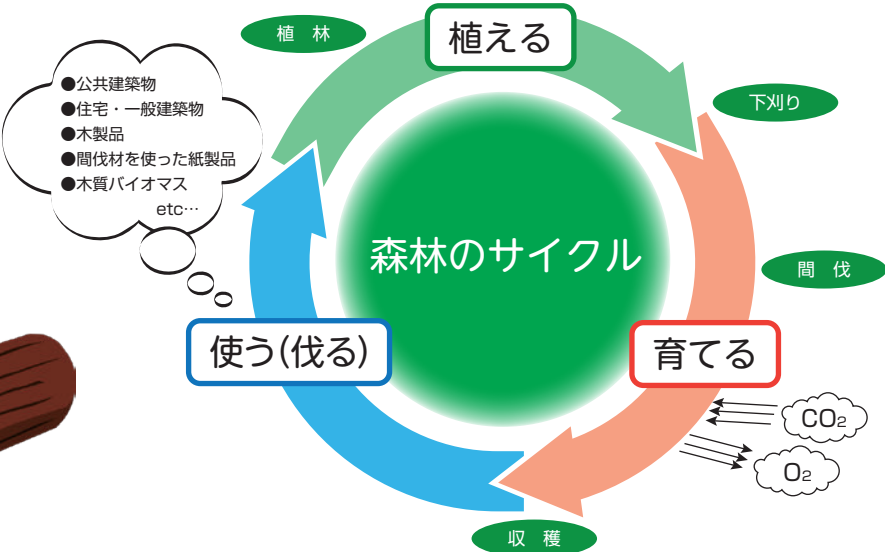 植林
植える
●公共建築物
●住宅・一般建築物
●木製品
●間伐材を使った紙製品
●木質バイオマス
etc…
下刈り
森林のサイクル
間伐
使う(伐る)
育てる
CO₂
O₂
収穫